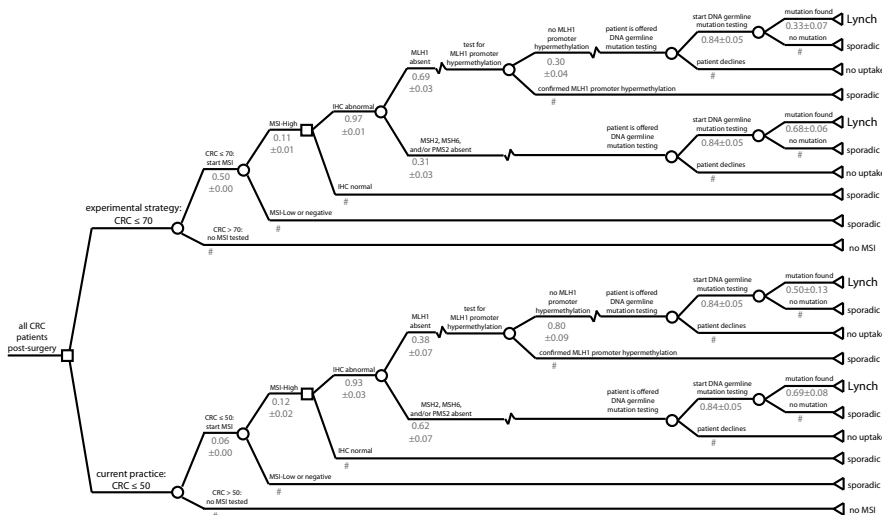 all CRC
patients
post-surgery
experimental strategy:
CRC ≤ 70
CRC ≤ 70:
start MSI
0.50
±0.00
CRC > 70:
no MSI tested
#
no MSI
MSI-High
0.11
±0.01
MSI-Low or negative
#
sporadic
IHC abnormal
0.97
±0.01
IHC normal
#
sporadic
MLH1
absent
0.69
±0.03
test for
MLH1 promoter
hypermethylation
no MLH1
promoter
hypermethylation
0.30
±0.04
patient is offered
DNA germline
mutation testing
start DNA germline
mutation testing
0.84±0.05
mutation found
0.33±0.07
Lynch
no mutation
#
sporadic
patient declines
#
no uptake
confirmed MLH1 promoter hypermethylation
#
sporadic
MSH2, MSH6,
and/or PMS2 absent
0.31
±0.03
patient is offered
DNA germline
mutation testing
start DNA germline
mutation testing
0.84±0.05
mutation found
0.68±0.06
Lynch
no mutation
#
sporadic
patient declines
#
no uptake
current practice:
CRC ≤ 50
CRC ≤ 50:
start MSI
0.06
±0.00
CRC > 50:
no MSI tested
#
no MSI
MSI-High
0.12
±0.02
MSI-Low or negative
#
sporadic
IHC abnormal
0.93
±0.03
IHC normal
#
sporadic
MLH1
absent
0.38
±0.07
test for
MLH1 promoter
hypermethylation
no MLH1
promoter
hypermethylation
0.80
±0.09
patient is offered
DNA germline
mutation testing
start DNA germline
mutation testing
0.84±0.05
mutation found
0.50±0.13
Lynch
no mutation
#
sporadic
patient declines
#
no uptake
confirmed MLH1 promoter hypermethylation
#
sporadic
MSH2, MSH6,
and/or PMS2 absent
0.62
±0.07
patient is offered
DNA germline
mutation testing
start DNA germline
mutation testing
0.84±0.05
mutation found
0.69±0.08
Lynch
no mutation
#
sporadic
patient declines
#
no uptake